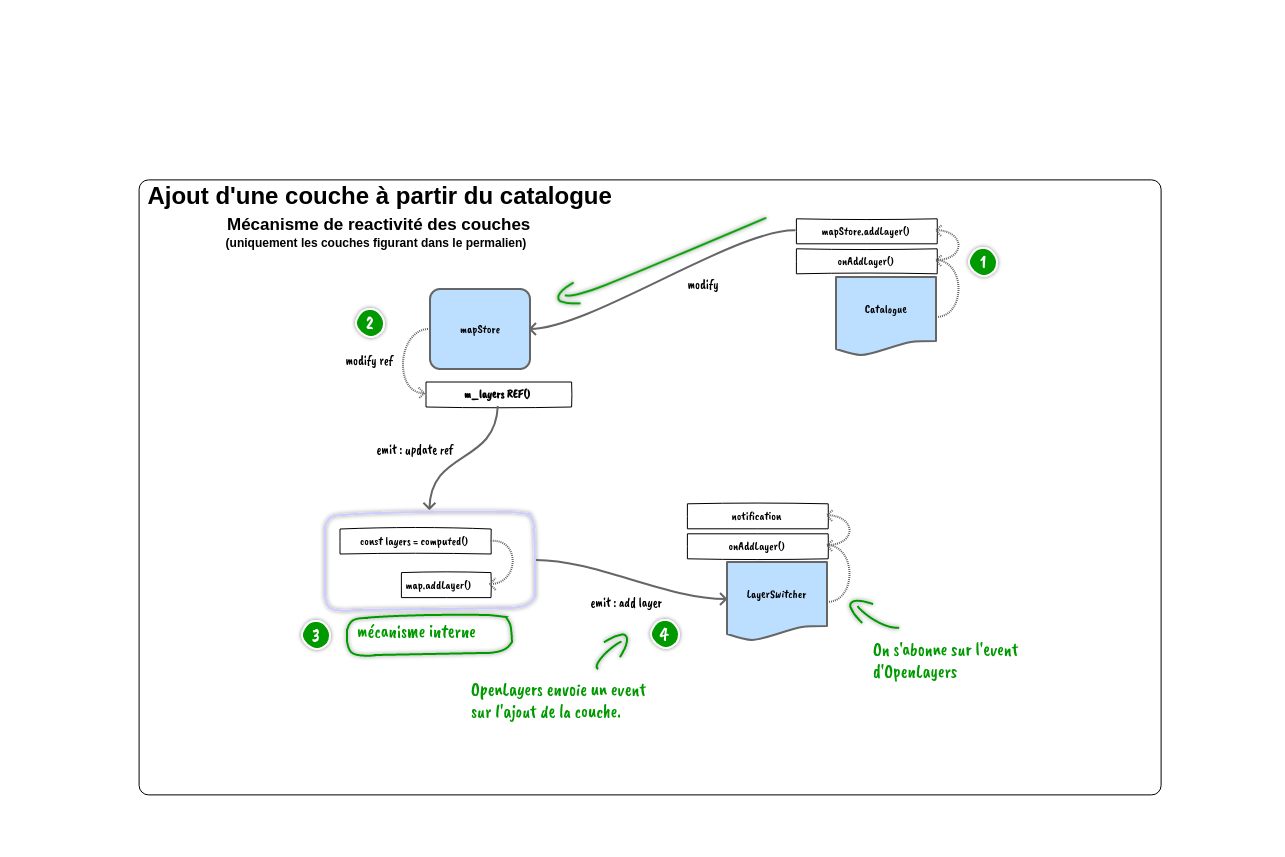 Ajout d'une couche à partir du catalogue
Mécanisme de reactivité des couches
(uniquement les couches figurant dans le permalien)
mapStore.addLayer()
onAddLayer()
1
modify
Catalogue
2
mapStore
modify ref
m_layers REF()
emit : update ref
const layers = computed()
map.addLayer()
notification
onAddLayer()
LayerSwitcher
emit : add layer
3
mécanisme interne
4
On s'abonne sur l'event
d'OpenLayers
OpenLayers envoie un event
sur l'ajout de la couche.